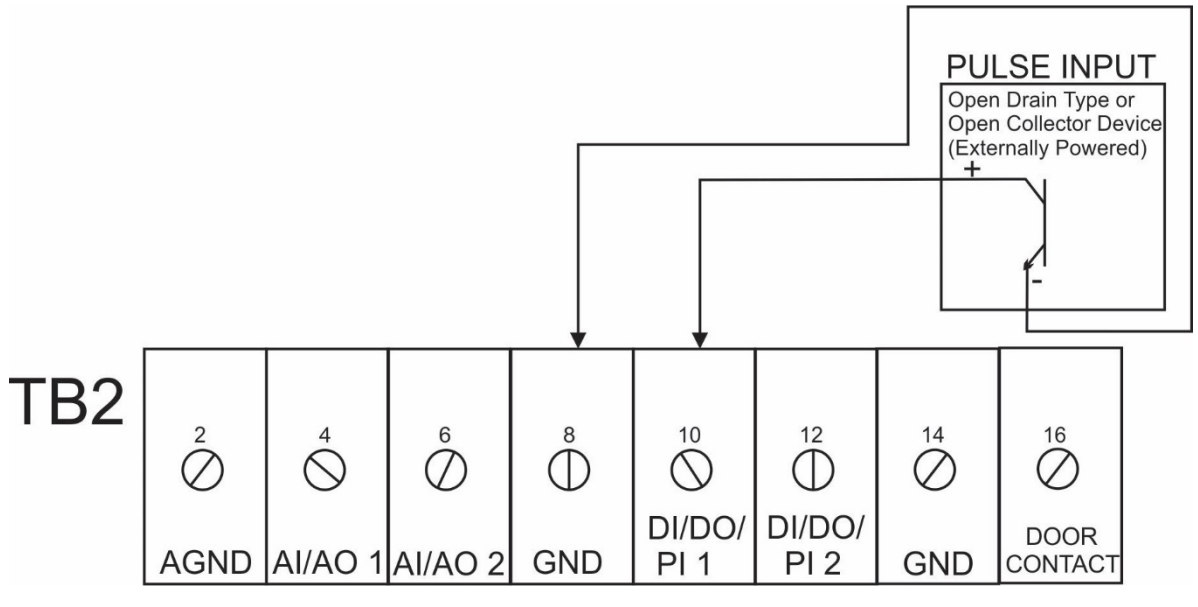 PULSE INPUT
Open Drain Type or
Open Collector Device
(Externally Powered)
+
-
TB2
2 4 6 8 10 12 14 16
AGND AI/AO 1 AI/AO 2 GND DI/DO/ PI 1 DI/DO/ PI 2 GND DOOR CONTACT